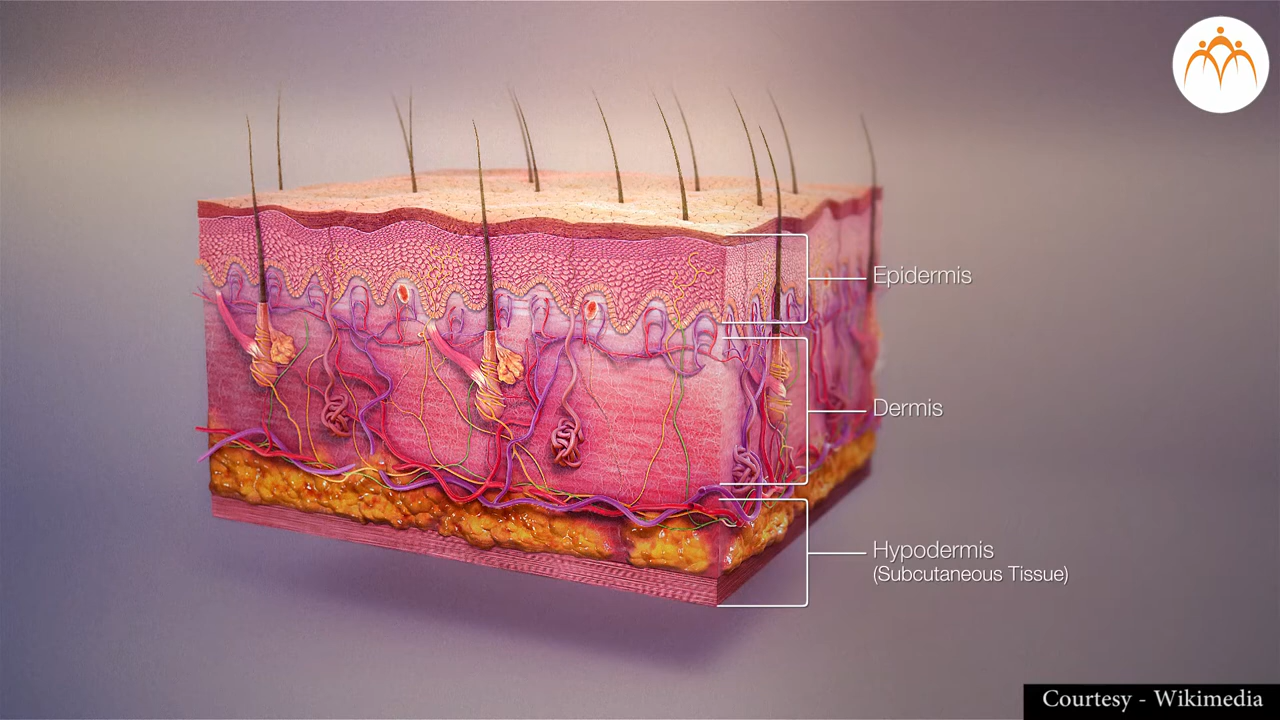 Epidermis
Dermis
Hypodermis
(Subcutaneous Tissue)
Courtesy - Wikimedia